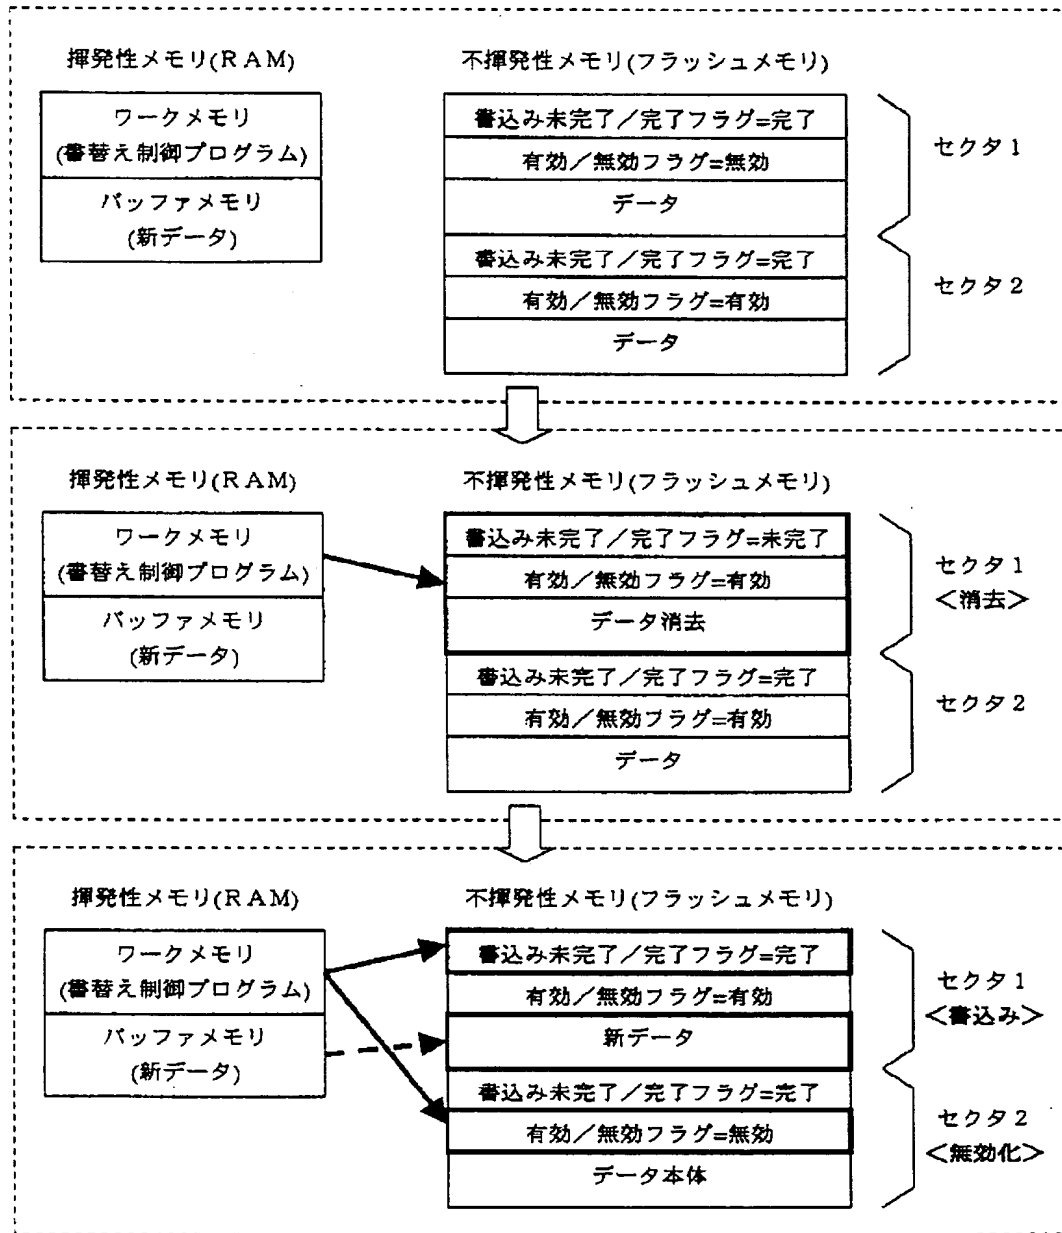 揮発性メモリ(RAM)
不揮発性メモリ(フラッシュメモリ)
ワークメモリ
(書替え制御プログラム)
バッファメモリ
(新データ)
書込み未完了／完了フラグ=完了
有効／無効フラグ=無効
データ
セクタ1
書込み未完了／完了フラグ=完了
有効／無効フラグ=有効
データ
セクタ2
揮発性メモリ(RAM)
不揮発性メモリ(フラッシュメモリ)
ワークメモリ
(書替え制御プログラム)
バッファメモリ
(新データ)
書込み未完了／完了フラグ=未完了
有効／無効フラグ=有効
データ消去
セクタ1
＜消去＞
書込み未完了／完了フラグ=完了
有効／無効フラグ=有効
データ
セクタ2
揮発性メモリ(RAM)
不揮発性メモリ(フラッシュメモリ)
ワークメモリ
(書替え制御プログラム)
バッファメモリ
(新データ)
書込み未完了／完了フラグ=完了
有効／無効フラグ=有効
新データ
セクタ1
＜書込み＞
書込み未完了／完了フラグ=完了
有効／無効フラグ=無効
データ本体
セクタ2
＜無効化＞